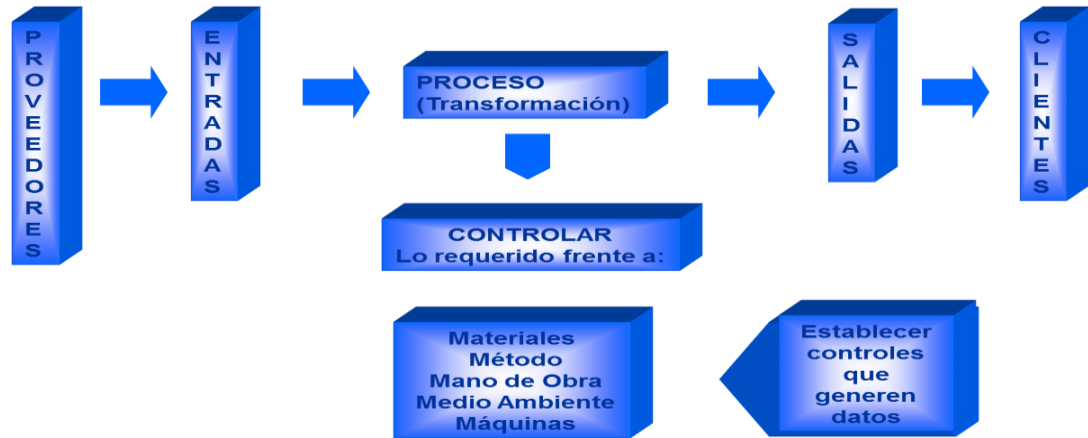 PROVEEDORES
ENTRADAS
PROCESO
(Transformación)
SALIDAS
CLIENTES
CONTROLAR
Lo requerido frente a:
Materiales
Método
Mano de Obra
Medio Ambiente
Máquinas
Establecer
controles
que
generen
datos